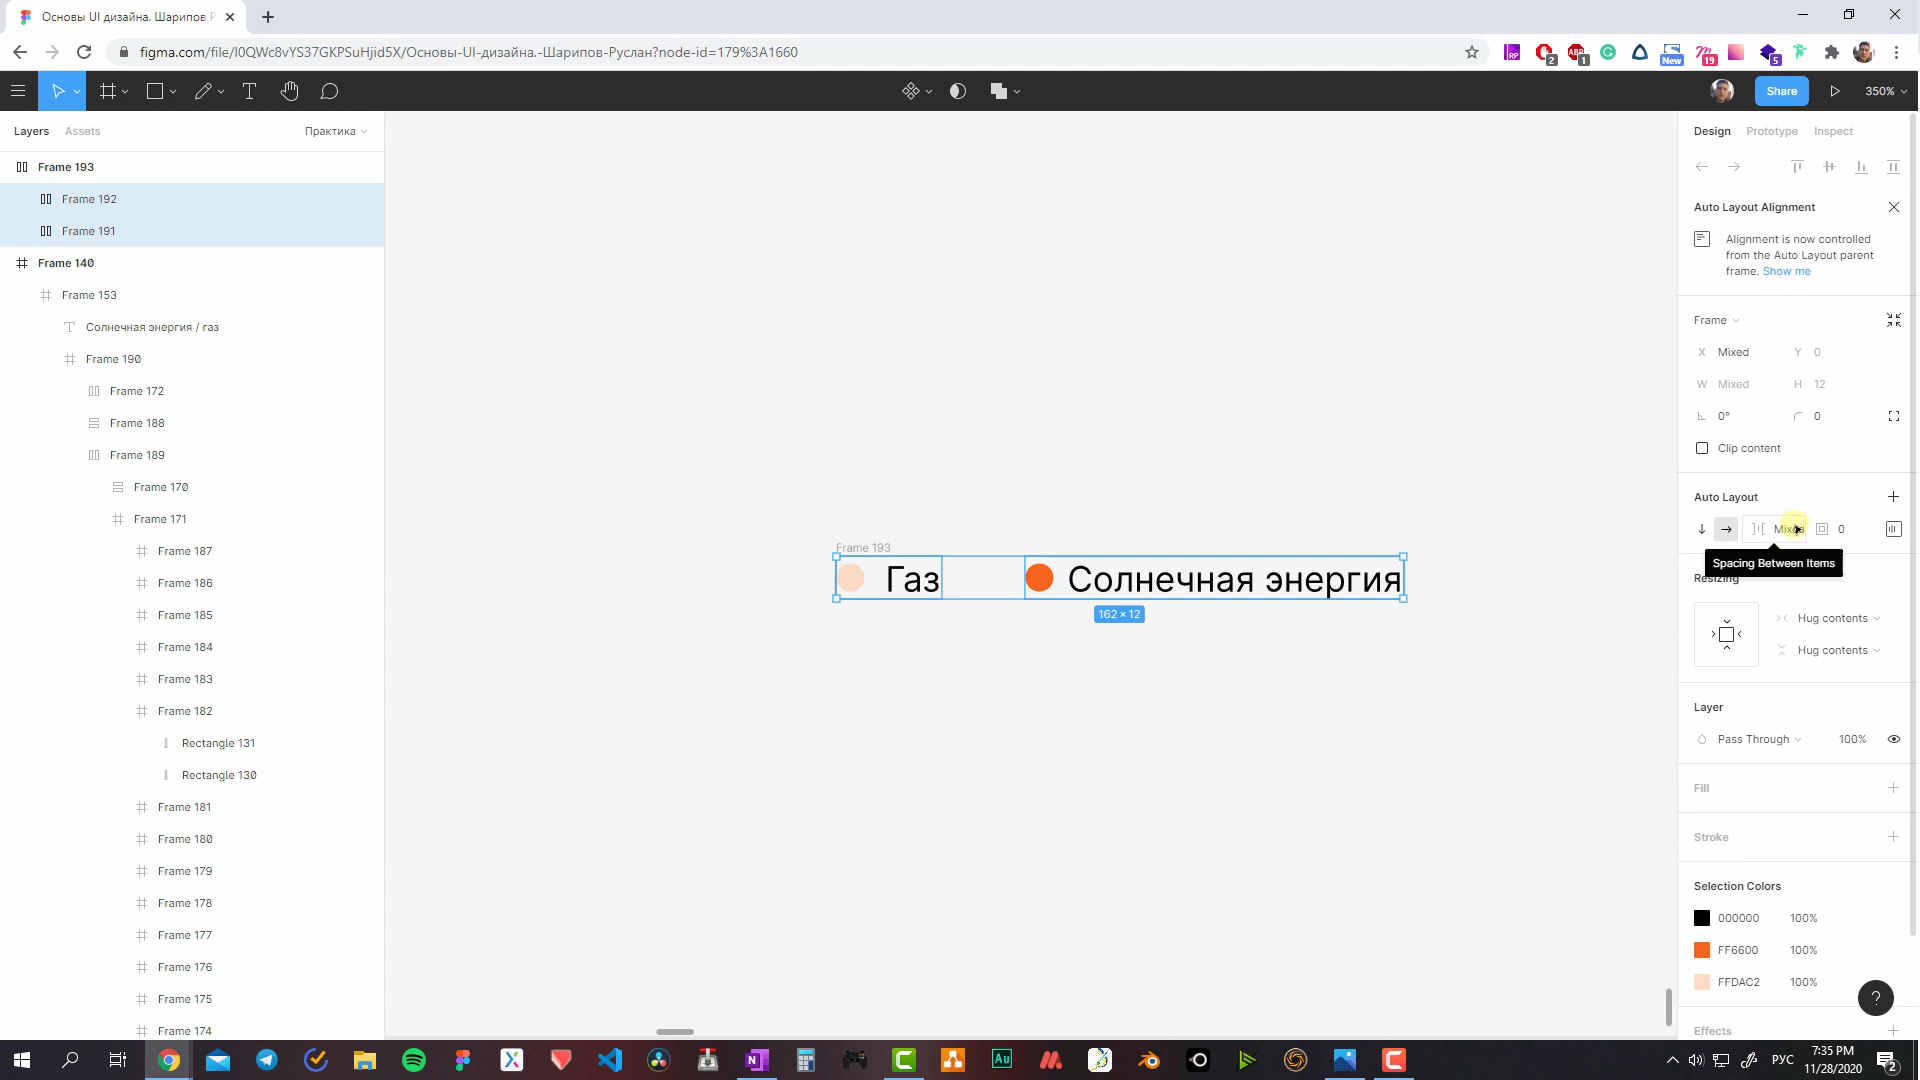 Основы UI дизайна. Шарипов Р
figma.com/file/I0QWc8vYS37GKPSuHjid5X/Основы-UI-дизайна.-Шарипов-Руслан?node-id=179%3A1660
2
1
New
19
5
Share
350%
Layers
Assets
Практика
Design
Prototype
Inspect
Frame 193
Frame 192
Frame 191
Frame 140
Frame 153
Солнечная энергия / газ
Frame 190
Frame 172
Frame 188
Frame 189
Frame 170
Frame 171
Frame 187
Frame 186
Frame 185
Frame 184
Frame 183
Frame 182
Rectangle 131
Rectangle 130
Frame 181
Frame 180
Frame 179
Frame 178
Frame 177
Frame 176
Frame 175
Frame 174
Frame 193
Газ
Солнечная энергия
162 × 12
Auto Layout Alignment
Alignment is now controlled
from the Auto Layout parent
frame. Show me
Frame
X Mixed Y 0
W Mixed H 12
0° 0
Clip content
Auto Layout
Mixed 0
Spacing Between Items
Resizing
Hug contents
Hug contents
Layer
Pass Through 100%
Fill
Stroke
Selection Colors
000000 100%
FF6600 100%
FFDAC2 100%
?
Effects
РУС
7:35 PM
11/28/2020
2